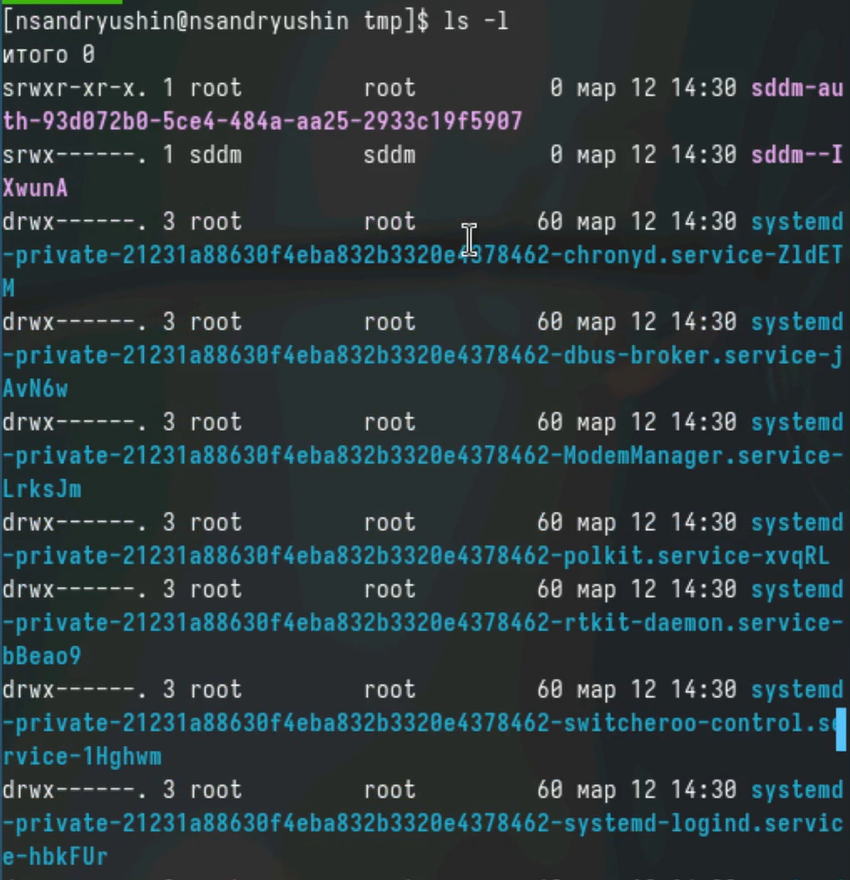 [nsandryushin@nsandryushin tmp]$ ls -l
итого 0
srwxr-xr-x. 1 root         root         0 мар 12 14:30 sddm-au
th-93d072b0-5ce4-484a-aa25-2933c19f5907
srwx------. 1 sddm         sddm         0 мар 12 14:30 sddm--I
XwunA
drwx------. 3 root         root        60 мар 12 14:30 systemd
-private-21231a88630f4eba832b3320e4378462-chronyd.service-ZldET
M
drwx------. 3 root         root        60 мар 12 14:30 systemd
-private-21231a88630f4eba832b3320e4378462-dbus-broker.service-j
AvN6w
drwx------. 3 root         root        60 мар 12 14:30 systemd
-private-21231a88630f4eba832b3320e4378462-ModemManager.service-
LrksJm
drwx------. 3 root         root        60 мар 12 14:30 systemd
-private-21231a88630f4eba832b3320e4378462-polkit.service-xvqRL
drwx------. 3 root         root        60 мар 12 14:30 systemd
-private-21231a88630f4eba832b3320e4378462-rtkit-daemon.service-
bBeao9
drwx------. 3 root         root        60 мар 12 14:30 systemd
-private-21231a88630f4eba832b3320e4378462-switcheroo-control.se
rvice-1Hghwm
drwx------. 3 root         root        60 мар 12 14:30 systemd
-private-21231a88630f4eba832b3320e4378462-systemd-logind.servic
e-hbkFUr